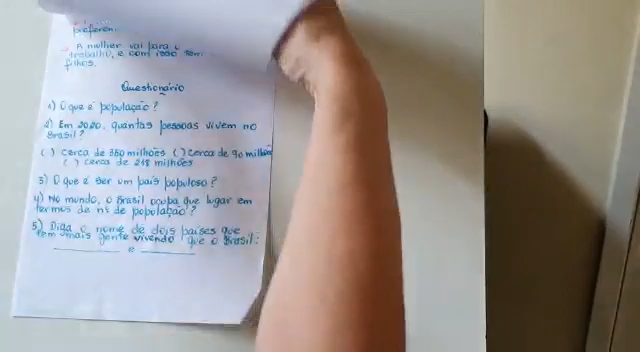 preferem.
A mulher vai para o
trabalho, e com isso tem
filhos.
Questionário
1) O que é população?
2) Em 2020, quantas pessoas vivem no
Brasil?
( ) cerca de 350 milhões ( ) cerca de 90 milhões
( ) cerca de 218 milhões
3) O que é ser um país populoso?
4) No mundo, o Brasil ocupa que lugar em
termos de nº de população?
5) Diga o nome de dois países que
tem mais gente vivendo que o Brasil:
__________ e __________